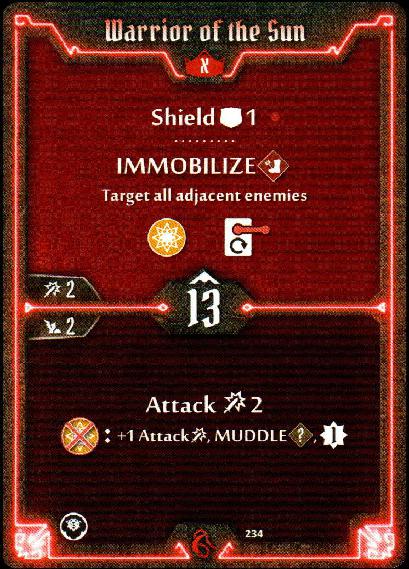 Warrior of the Sun
X
Shield 1
IMMOBILIZE
Target all adjacent enemies
2
13
2
Attack 2
: +1 Attack, MUDDLE ?, 1
234